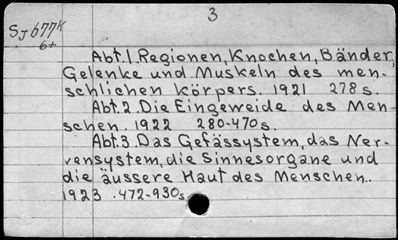 3
SJ 677K
6+
Abt.1. Regionen, Knochen, Bänder,
Gelenke und Muskeln des men-
schlichen Körpers. 1921 278 s.
Abt.2. Die Eingeweide des Men-
schen. 1922 280-470 s.
Abt.3. Das Gefässystem, das Ner-
vensystem, die Sinnesorgane und
die äussere Haut des Menschen..
1923 .472-930s